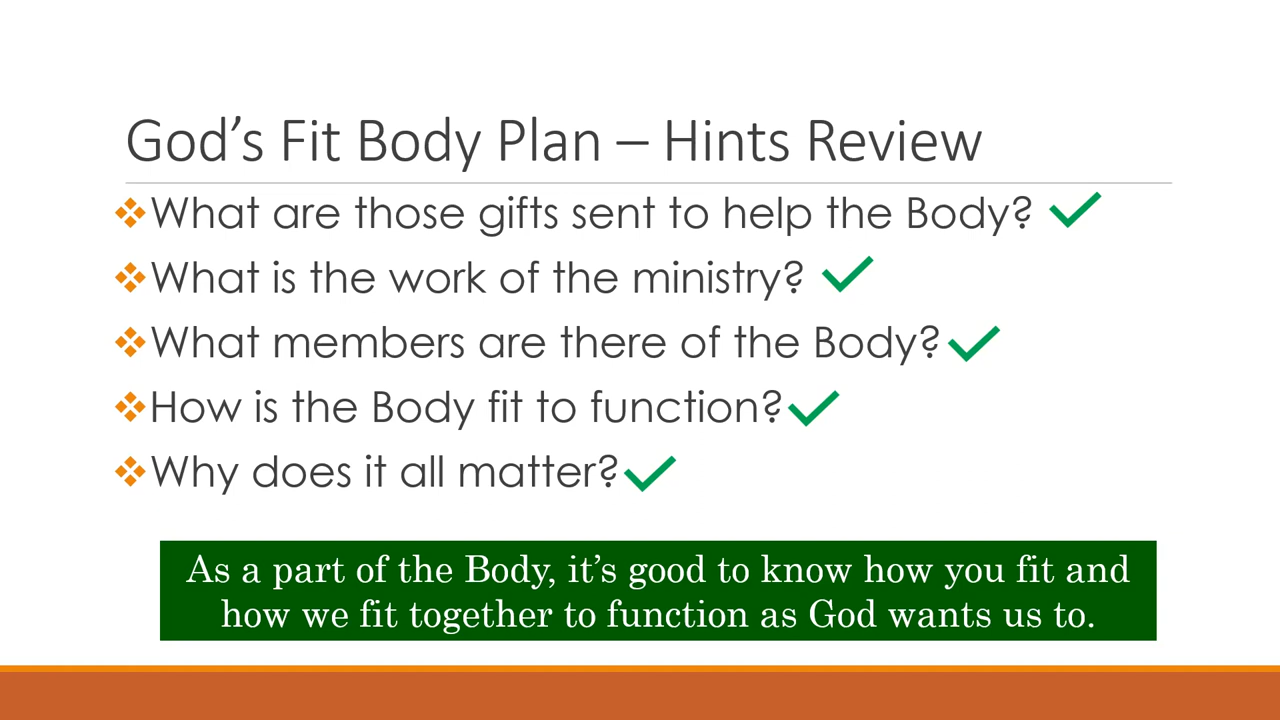 God’s Fit Body Plan – Hints Review
What are those gifts sent to help the Body?
What is the work of the ministry?
What members are there of the Body?
How is the Body fit to function?
Why does it all matter?
As a part of the Body, it’s good to know how you fit and
how we fit together to function as God wants us to.